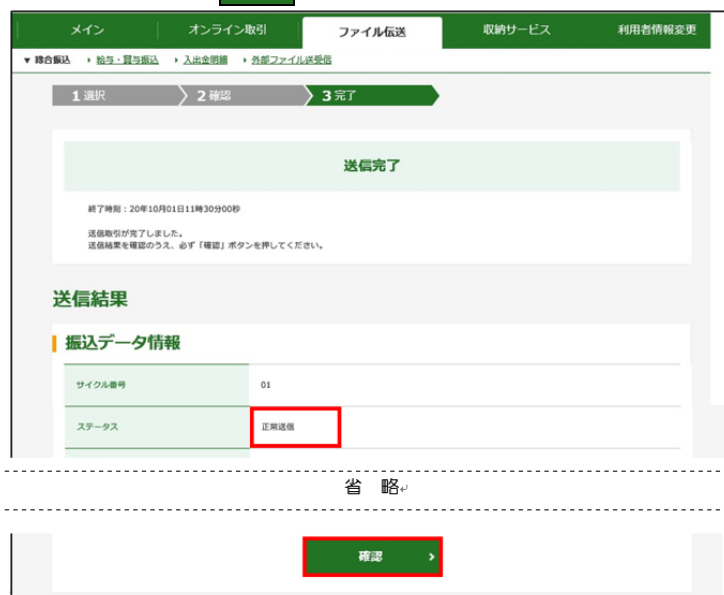 メイン オンライン取引 ファイル伝送 収納サービス 利用者情報変更
▼ 総合振込 ▸ 給与・賞与振込 ▸ 入出金明細 ▸ 外部ファイル送受信
1 選択 2 確認 3 完了
送信完了
終了時刻：20年10月01日11時30分00秒
送信取引が完了しました。
送信結果を確認のうえ、必ず「確認」ボタンを押してください。
送信結果
振込データ情報
サイクル番号 01
ステータス 正常送信
省 略↵
確認 ›